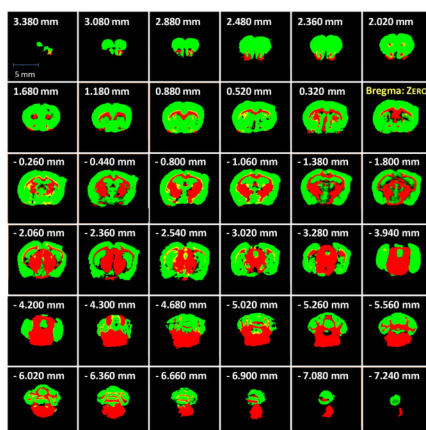 3.380 mm 3.080 mm 2.880 mm 2.480 mm 2.360 mm 2.020 mm
5 mm
1.680 mm 1.180 mm 0.880 mm 0.520 mm 0.320 mm Bregma: ZERO
- 0.260 mm - 0.440 mm - 0.800 mm - 1.060 mm - 1.380 mm - 1.800 mm
- 2.060 mm - 2.360 mm - 2.540 mm - 3.020 mm - 3.280 mm - 3.940 mm
- 4.200 mm - 4.300 mm - 4.680 mm - 5.020 mm - 5.260 mm - 5.560 mm
- 6.020 mm - 6.360 mm - 6.660 mm - 6.900 mm - 7.080 mm - 7.240 mm